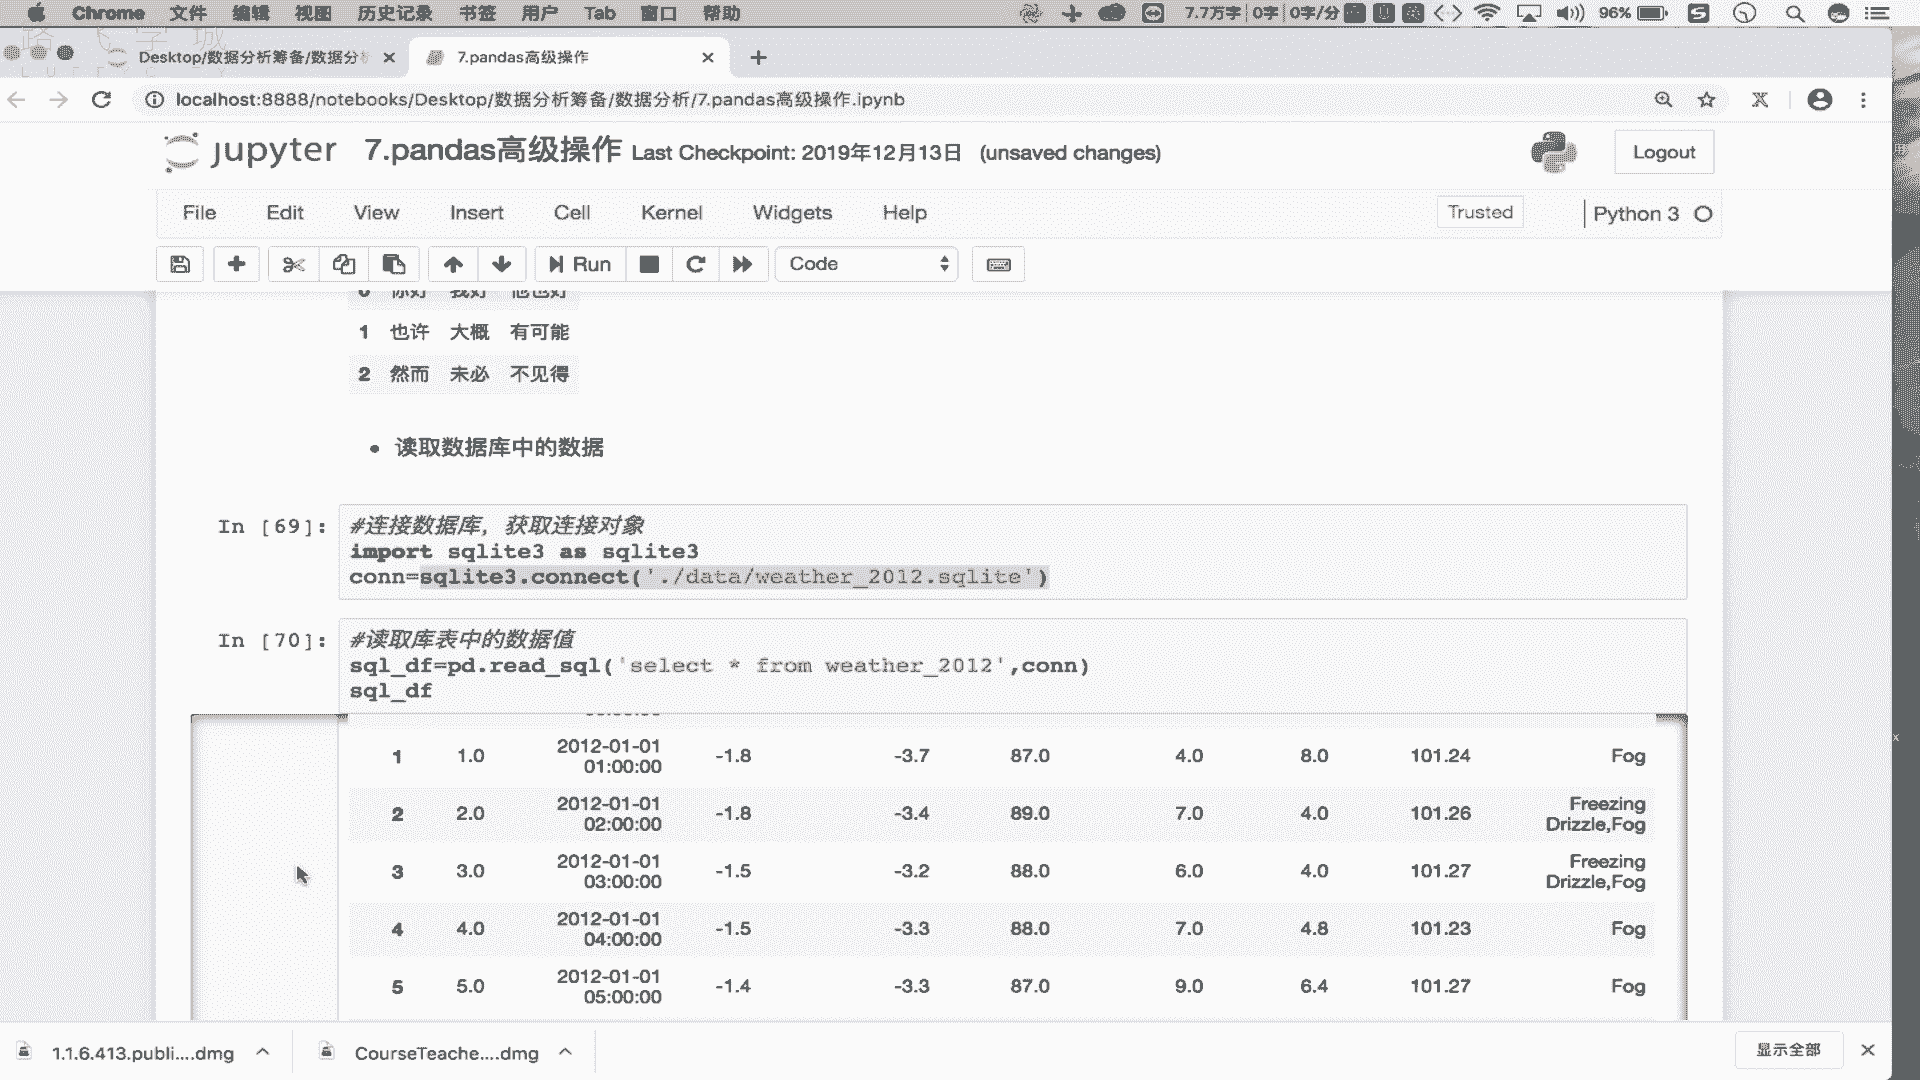 Chrome 文件 编辑 视图 历史记录 书签 用户 Tab 窗口 帮助 7.7万字 0字 0字/分 96%
Desktop/数据分析筹备/数据分 7.pandas高级操作
localhost:8888/notebooks/Desktop/数据分析筹备/数据分析/7.pandas高级操作.ipynb
jupyter 7.pandas高级操作 Last Checkpoint: 2019年12月13日 (unsaved changes) Logout
File Edit View Insert Cell Kernel Widgets Help Trusted Python 3
Run Code
0 你好 我好 他也好
1 也许 大概 有可能
2 然而 未必 不见得
• 读取数据库中的数据
In [69]: #连接数据库，获取连接对象
import sqlite3 as sqlite3
conn=sqlite3.connect('./data/weather_2012.sqlite')
In [70]: #读取库表中的数据值
sql_df=pd.read_sql('select * from weather_2012',conn)
sql_df
1 1.0 2012-01-01 01:00:00 -1.8 -3.7 87.0 4.0 8.0 101.24 Fog
2 2.0 2012-01-01 02:00:00 -1.8 -3.4 89.0 7.0 4.0 101.26 Freezing Drizzle,Fog
3 3.0 2012-01-01 03:00:00 -1.5 -3.2 88.0 6.0 4.0 101.27 Freezing Drizzle,Fog
4 4.0 2012-01-01 04:00:00 -1.5 -3.3 88.0 7.0 4.8 101.23 Fog
5 5.0 2012-01-01 05:00:00 -1.4 -3.3 87.0 9.0 6.4 101.27 Fog
1.1.6.413.publi....dmg CourseTeache....dmg 显示全部